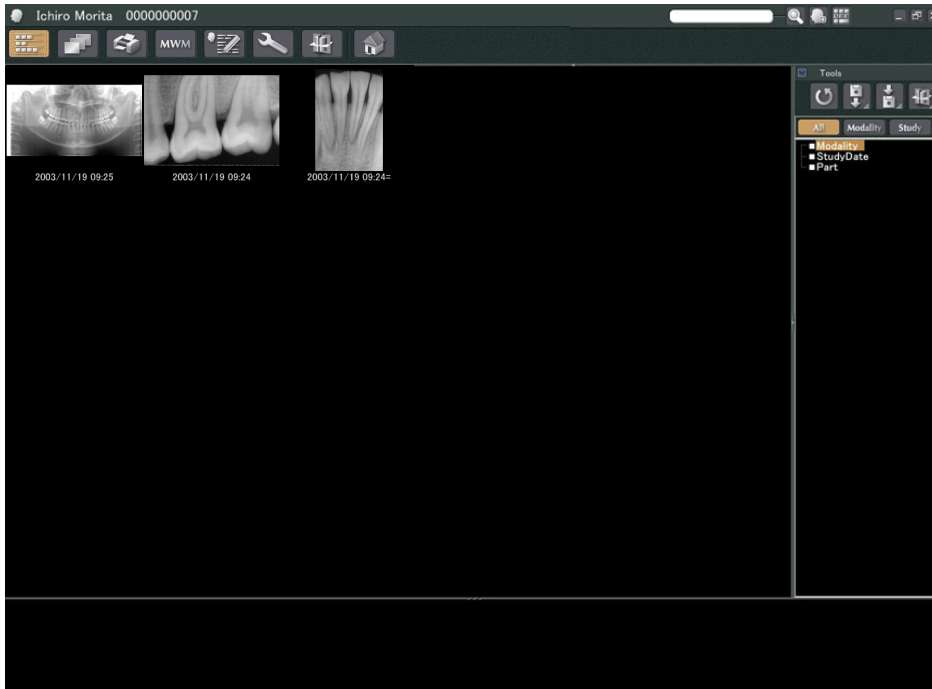 Ichiro Morita 0000000007
MWM
Tools
All Modality Study
Modality
StudyDate
Part
2003/11/19 09:25 2003/11/19 09:24 2003/11/19 09:24=